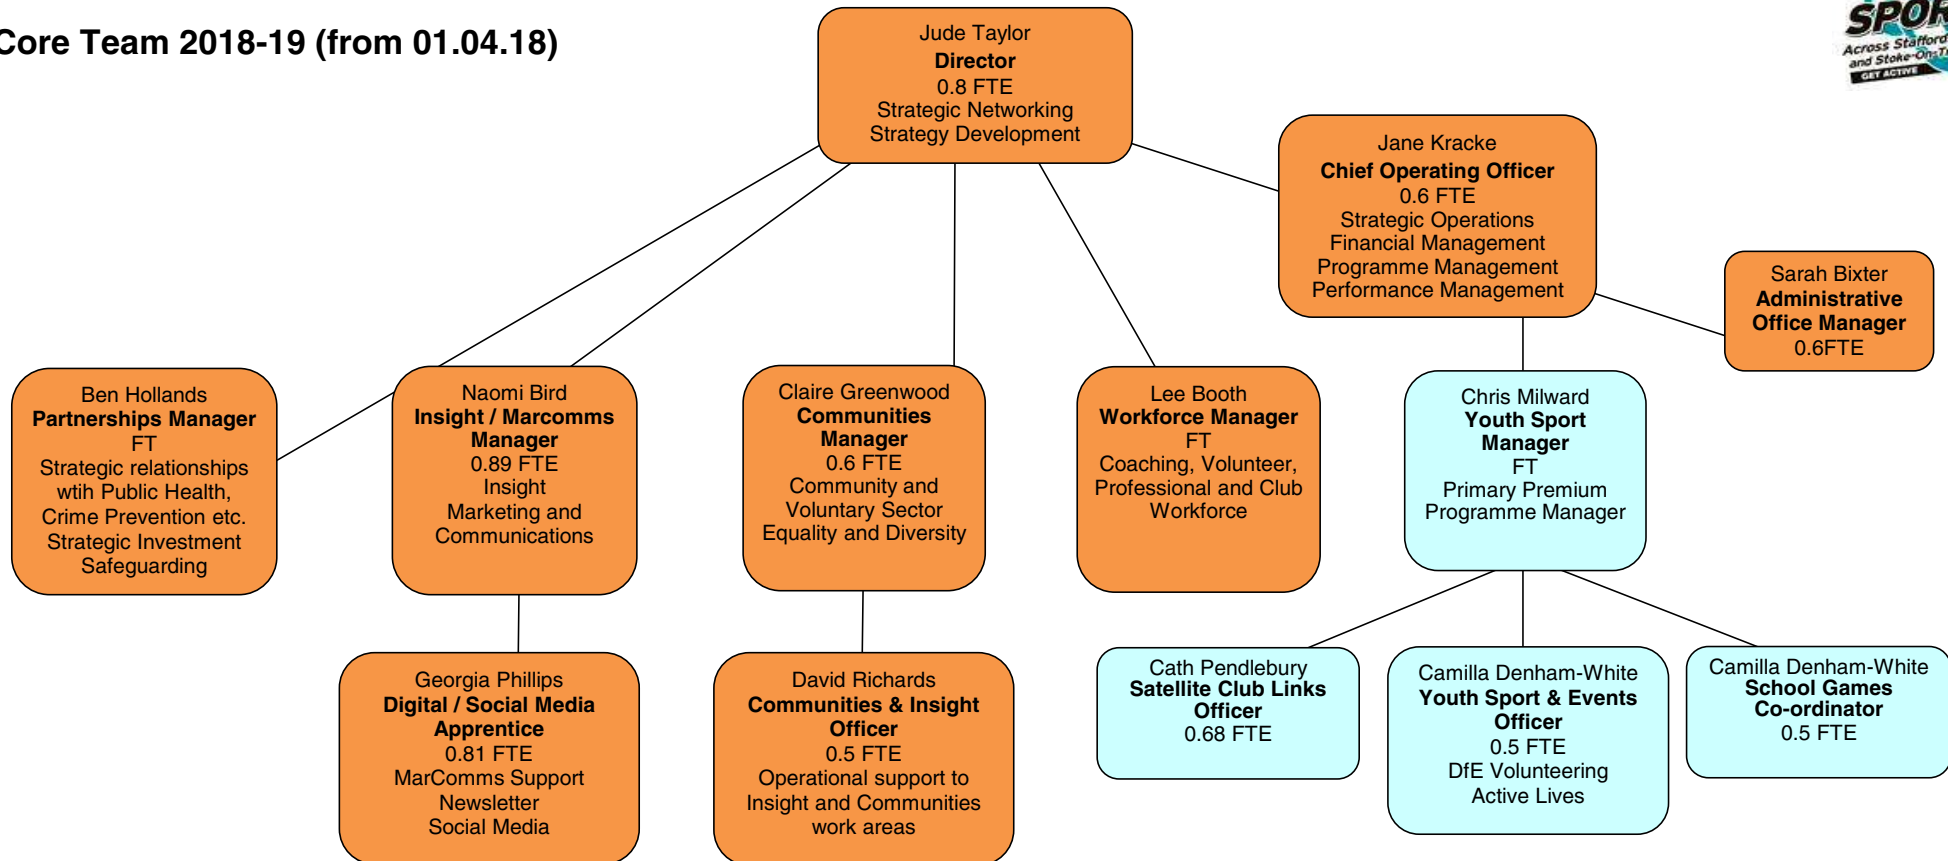 Core Team 2018-19 (from 01.04.18)
SPOR
Across Stafford
and Stoke-On-T
GET ACTIVE
Jude Taylor
Director
0.8 FTE
Strategic Networking
Strategy Development
Jane Kracke
Chief Operating Officer
0.6 FTE
Strategic Operations
Financial Management
Programme Management
Performance Management
Sarah Bixter
Administrative
Office Manager
0.6FTE
Ben Hollands
Partnerships Manager
FT
Strategic relationships
wtih Public Health,
Crime Prevention etc.
Strategic Investment
Safeguarding
Naomi Bird
Insight / Marcomms
Manager
0.89 FTE
Insight
Marketing and
Communications
Claire Greenwood
Communities
Manager
0.6 FTE
Community and
Voluntary Sector
Equality and Diversity
Lee Booth
Workforce Manager
FT
Coaching, Volunteer,
Professional and Club
Workforce
Chris Milward
Youth Sport
Manager
FT
Primary Premium
Programme Manager
Georgia Phillips
Digital / Social Media
Apprentice
0.81 FTE
MarComms Support
Newsletter
Social Media
David Richards
Communities & Insight
Officer
0.5 FTE
Operational support to
Insight and Communities
work areas
Cath Pendlebury
Satellite Club Links
Officer
0.68 FTE
Camilla Denham-White
Youth Sport & Events
Officer
0.5 FTE
DfE Volunteering
Active Lives
Camilla Denham-White
School Games
Co-ordinator
0.5 FTE